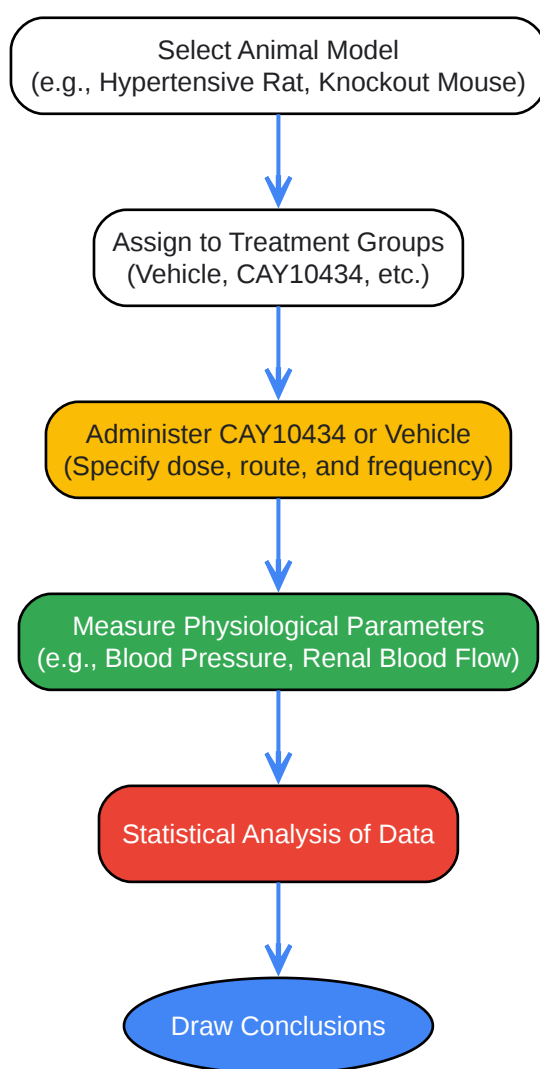 Select Animal Model
(e.g., Hypertensive Rat, Knockout Mouse)
Assign to Treatment Groups
(Vehicle, CAY10434, etc.)
Administer CAY10434 or Vehicle
(Specify dose, route, and frequency)
Measure Physiological Parameters
(e.g., Blood Pressure, Renal Blood Flow)
Statistical Analysis of Data
Draw Conclusions